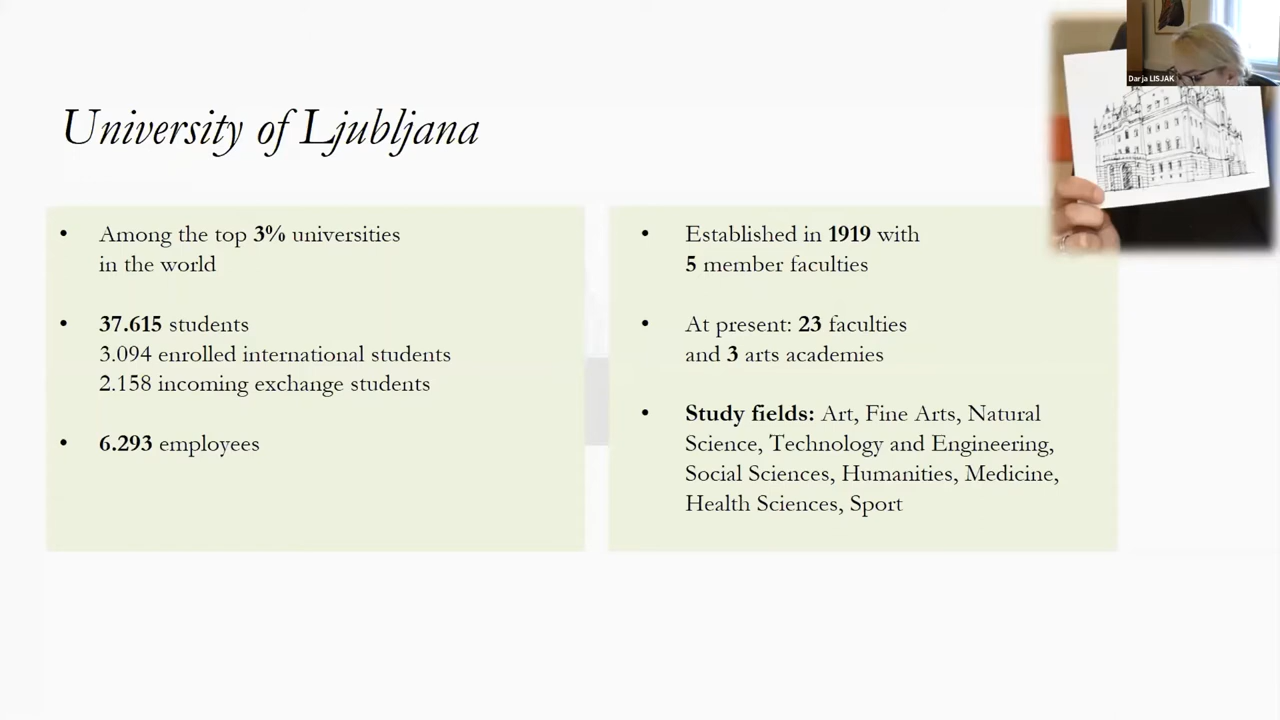 University of Ljubljana
• Among the top 3% universities
in the world
• 37.615 students
3.094 enrolled international students
2.158 incoming exchange students
• 6.293 employees
• Established in 1919 with
5 member faculties
• At present: 23 faculties
and 3 arts academies
• Study fields: Art, Fine Arts, Natural
Science, Technology and Engineering,
Social Sciences, Humanities, Medicine,
Health Sciences, Sport
Darja LISJAK